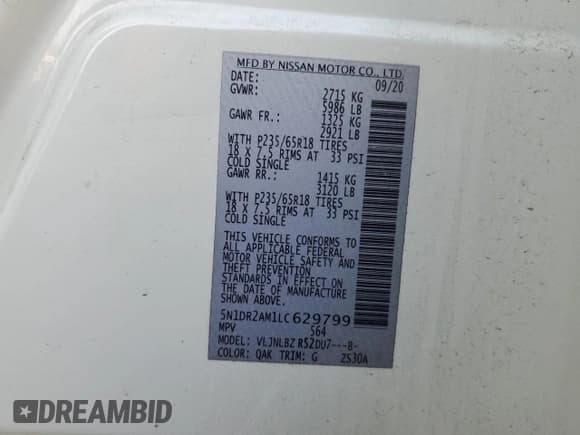 MFD BY NISSAN MOTOR CO., LTD.
DATE: 09/20
GVWR: 2715 KG
5986 LB
GAWR FR.: 1325 KG
2921 LB
WITH P235/65R18 TIRES
18 X 7.5 RIMS AT 33 PSI
COLD SINGLE
GAWR RR.: 1415 KG
3120 LB
WITH P235/65R18 TIRES
18 X 7.5 RIMS AT 33 PSI
COLD SINGLE
THIS VEHICLE CONFORMS TO
ALL APPLICABLE FEDERAL
MOTOR VEHICLE SAFETY AND
THEFT PREVENTION
STANDARDS IN EFFECT ON
THE DATE OF MANUFACTURE
SHOWN ABOVE.
5N1DR2AM1LC629799
MPV 564
MODEL: VLJNLBZ R52DU7---B-
COLOR: QAK TRIM: G 2530A
DREAMBID